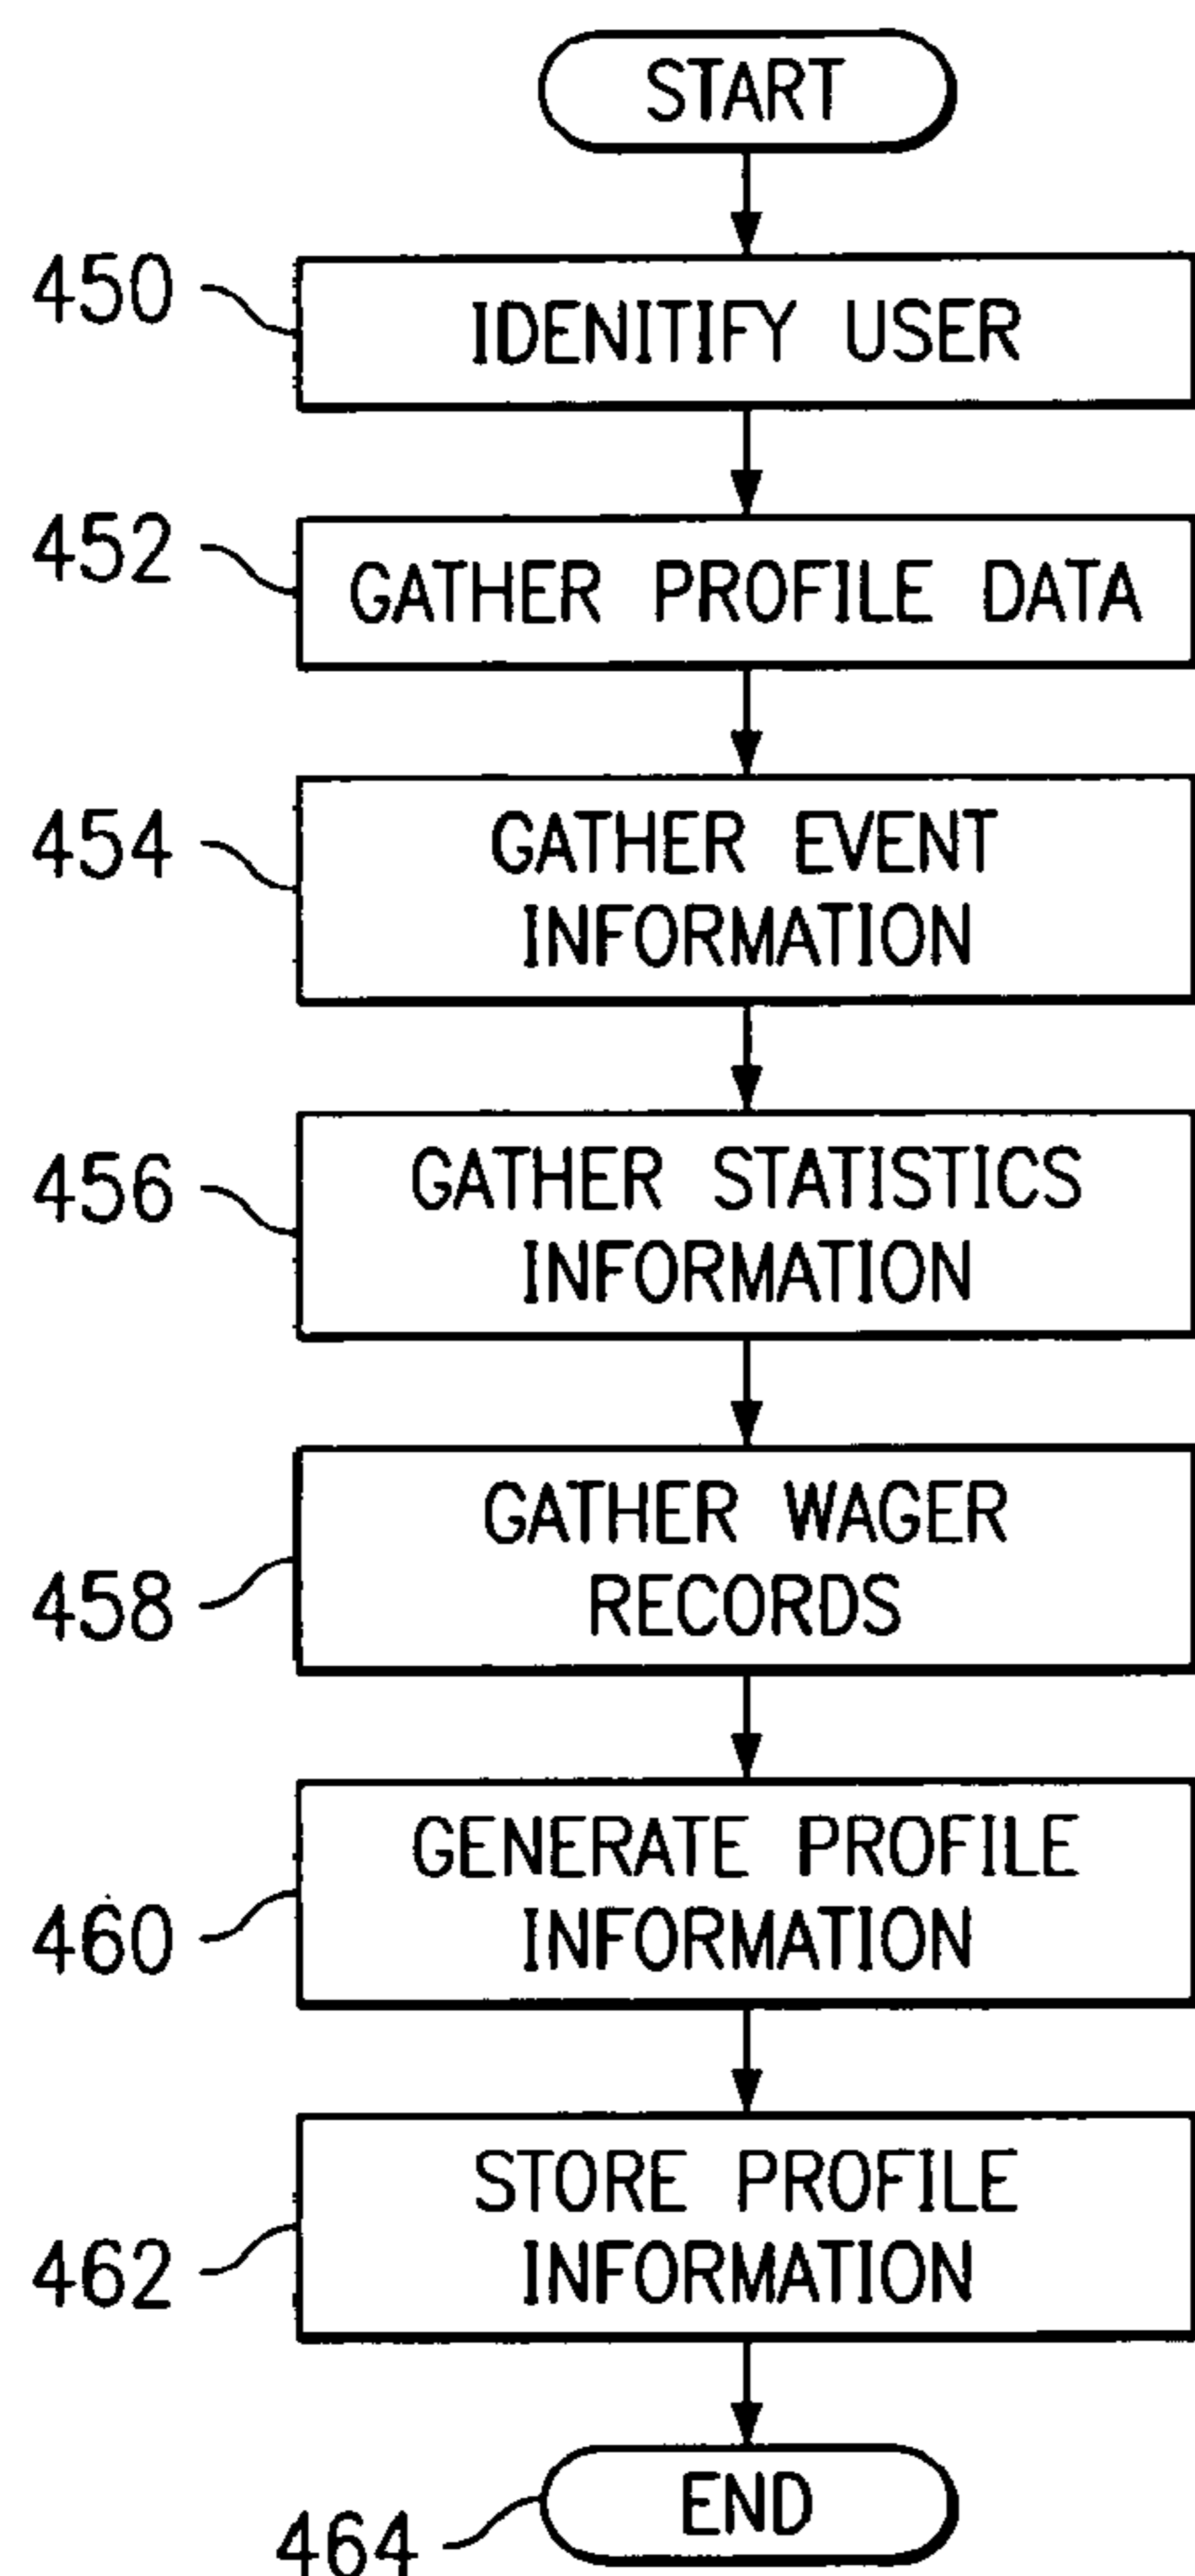 START
450
IDENITIFY USER
452
GATHER PROFILE DATA
454
GATHER EVENT
INFORMATION
456
GATHER STATISTICS
INFORMATION
458
GATHER WAGER
RECORDS
460
GENERATE PROFILE
INFORMATION
462
STORE PROFILE
INFORMATION
464
END